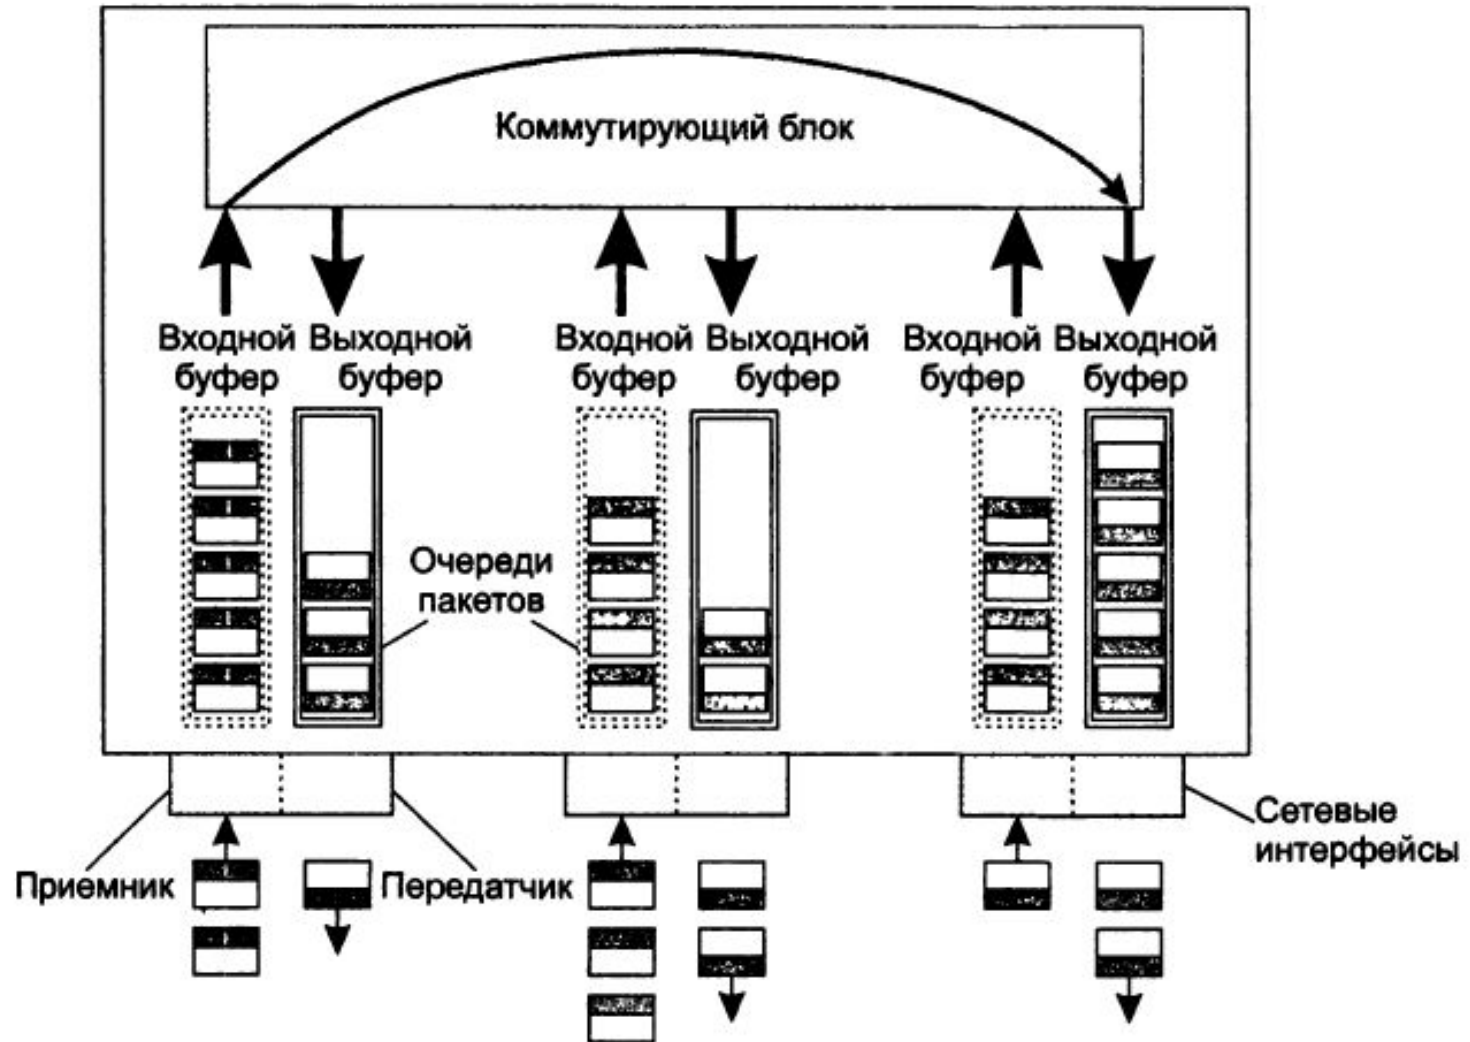 Коммутирующий блок
Входной Выходной
буфер буфер
Входной Выходной
буфер буфер
Входной Выходной
буфер буфер
Очереди
пакетов
Приемник
Передатчик
Сетевые
интерфейсы